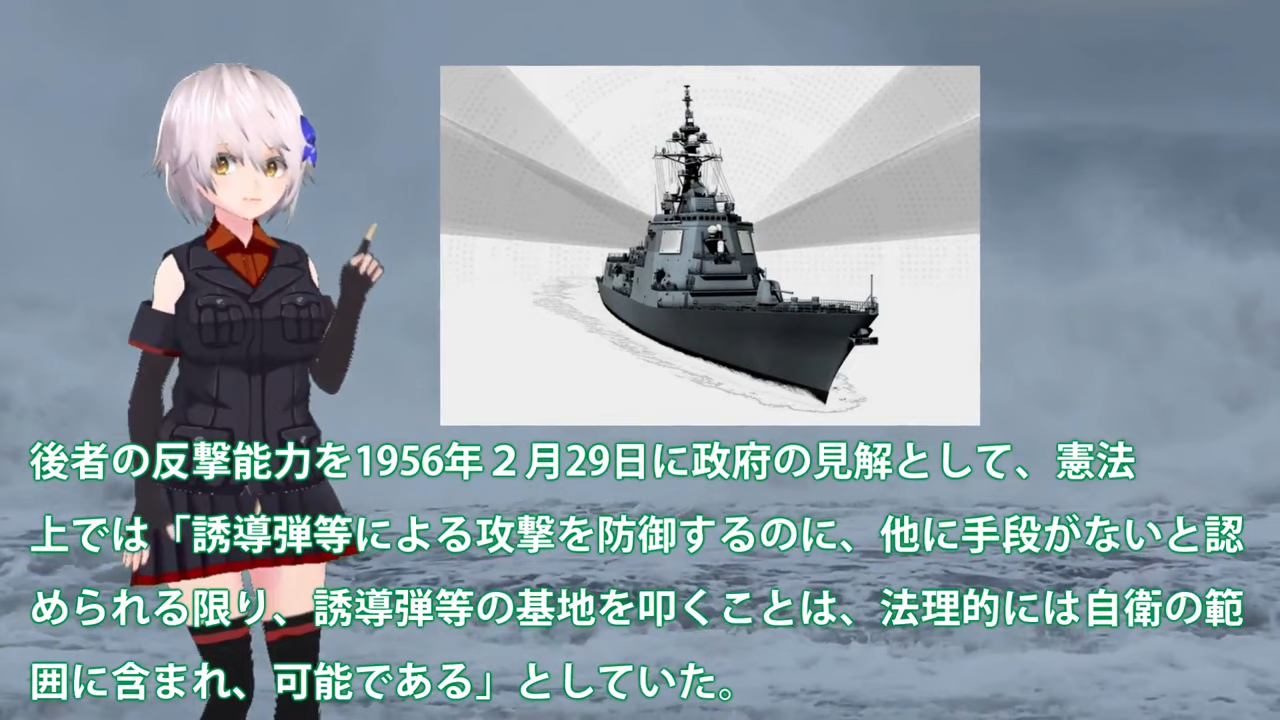 後者の反撃能力を1956年２月29日に政府の見解として、憲法
上では「誘導弾等による攻撃を防御するのに、他に手段がないと認
められる限り、誘導弾等の基地を叩くことは、法理的には自衛の範
囲に含まれ、可能である」としていた。